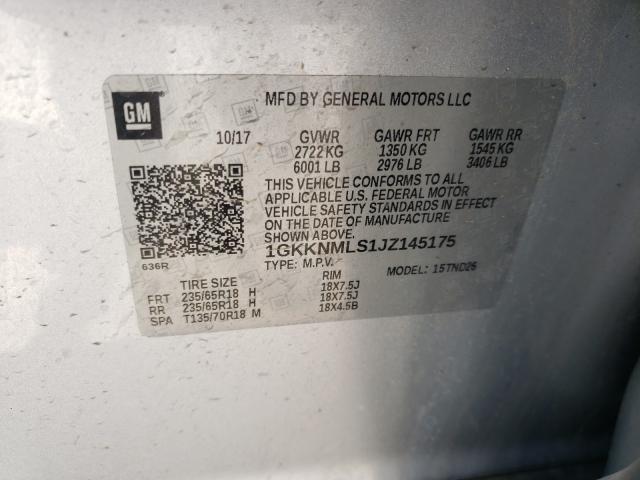 GM
MFD BY GENERAL MOTORS LLC
10/17 GVWR GAWR FRT GAWR RR
2722 KG 1350 KG 1545 KG
6001 LB 2976 LB 3406 LB
THIS VEHICLE CONFORMS TO ALL
APPLICABLE U.S. FEDERAL MOTOR
VEHICLE SAFETY STANDARDS IN EFFECT
ON THE DATE OF MANUFACTURE
SHOWN ABOVE.
1GKKNMLS1JZ145175
636R
TYPE: M.P.V. MODEL: 15TND26
TIRE SIZE RIM
FRT 235/65R18 H 18X7.5J
RR 235/65R18 H 18X7.5J
SPA T135/70R18 M 18X4.5B